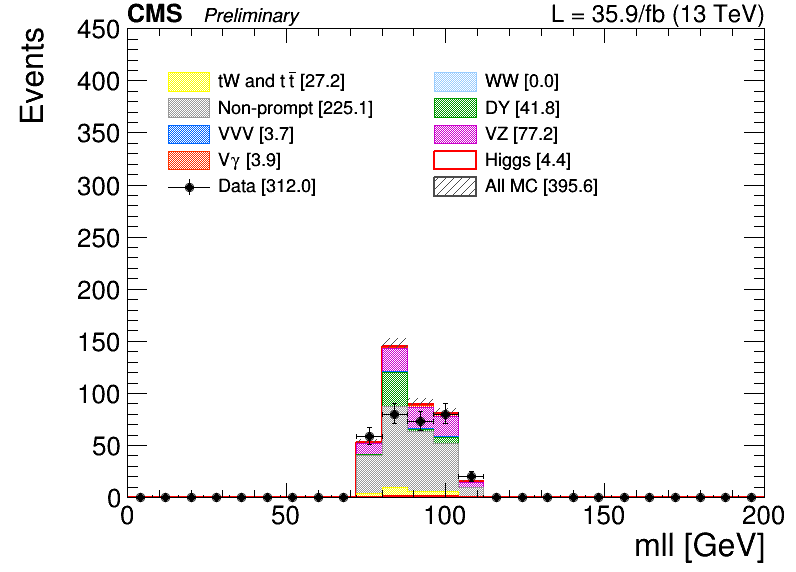 CMS Preliminary L = 35.9/fb (13 TeV)
Events
450
400
350
300
250
200
150
100
50
0
tW and t t̅ [27.2] WW [0.0]
Non-prompt [225.1] DY [41.8]
VVV [3.7] VZ [77.2]
Vγ [3.9] Higgs [4.4]
Data [312.0] All MC [395.6]
0 50 100 150 200
mll [GeV]